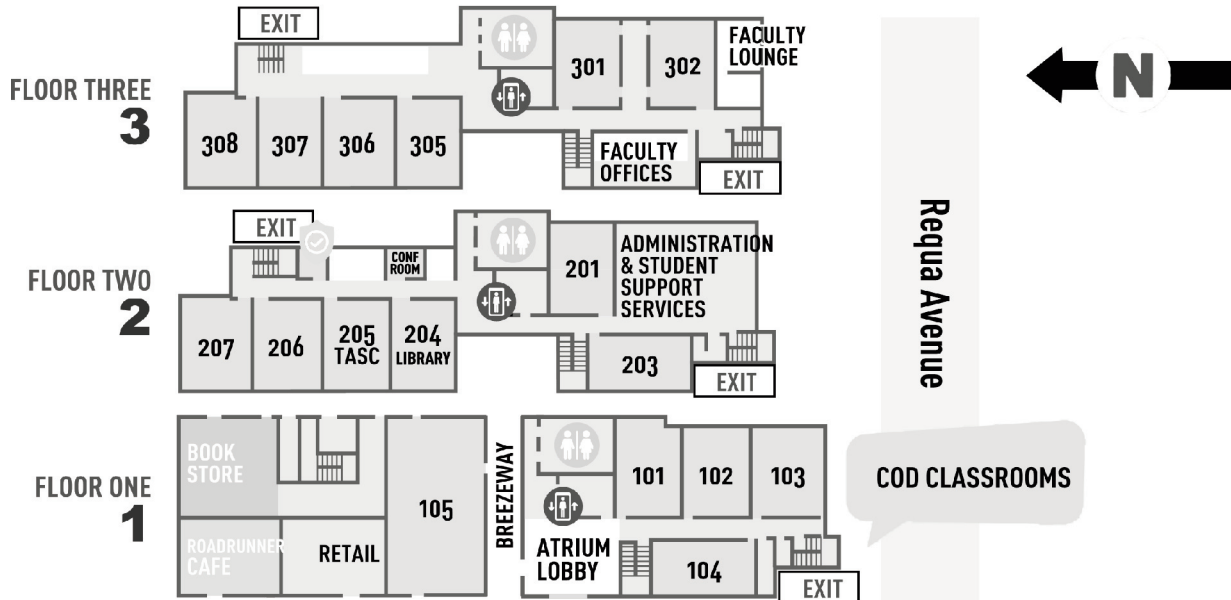 EXIT
FLOOR THREE
3
301
302
FACULTY
LOUNGE
308
307
306
305
FACULTY
OFFICES
EXIT
N
EXIT
FLOOR TWO
2
CONF
ROOM
201
ADMINISTRATION
& STUDENT
SUPPORT
SERVICES
207
206
205
TASC
204
LIBRARY
203
EXIT
Requa Avenue
FLOOR ONE
1
BOOK
STORE
ROADRUNNER
CAFE
RETAIL
105
BREEZEWAY
ATRIUM
LOBBY
101
102
103
104
EXIT
COD CLASSROOMS